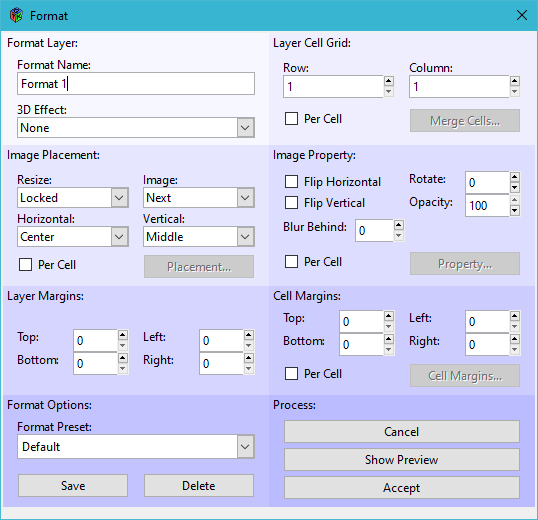 Format
Format Layer:
Format Name:
Format 1
3D Effect:
None
Layer Cell Grid:
Row: Column:
1 1
Per Cell Merge Cells...
Image Placement:
Resize: Image:
Locked Next
Horizontal: Vertical:
Center Middle
Per Cell Placement...
Image Property:
Flip Horizontal Rotate: 0
Flip Vertical Opacity: 100
Blur Behind: 0
Per Cell Property...
Layer Margins:
Top: 0 Left: 0
Bottom: 0 Right: 0
Cell Margins:
Top: 0 Left: 0
Bottom: 0 Right: 0
Per Cell Cell Margins...
Format Options:
Format Preset:
Default
Save Delete
Process:
Cancel
Show Preview
Accept